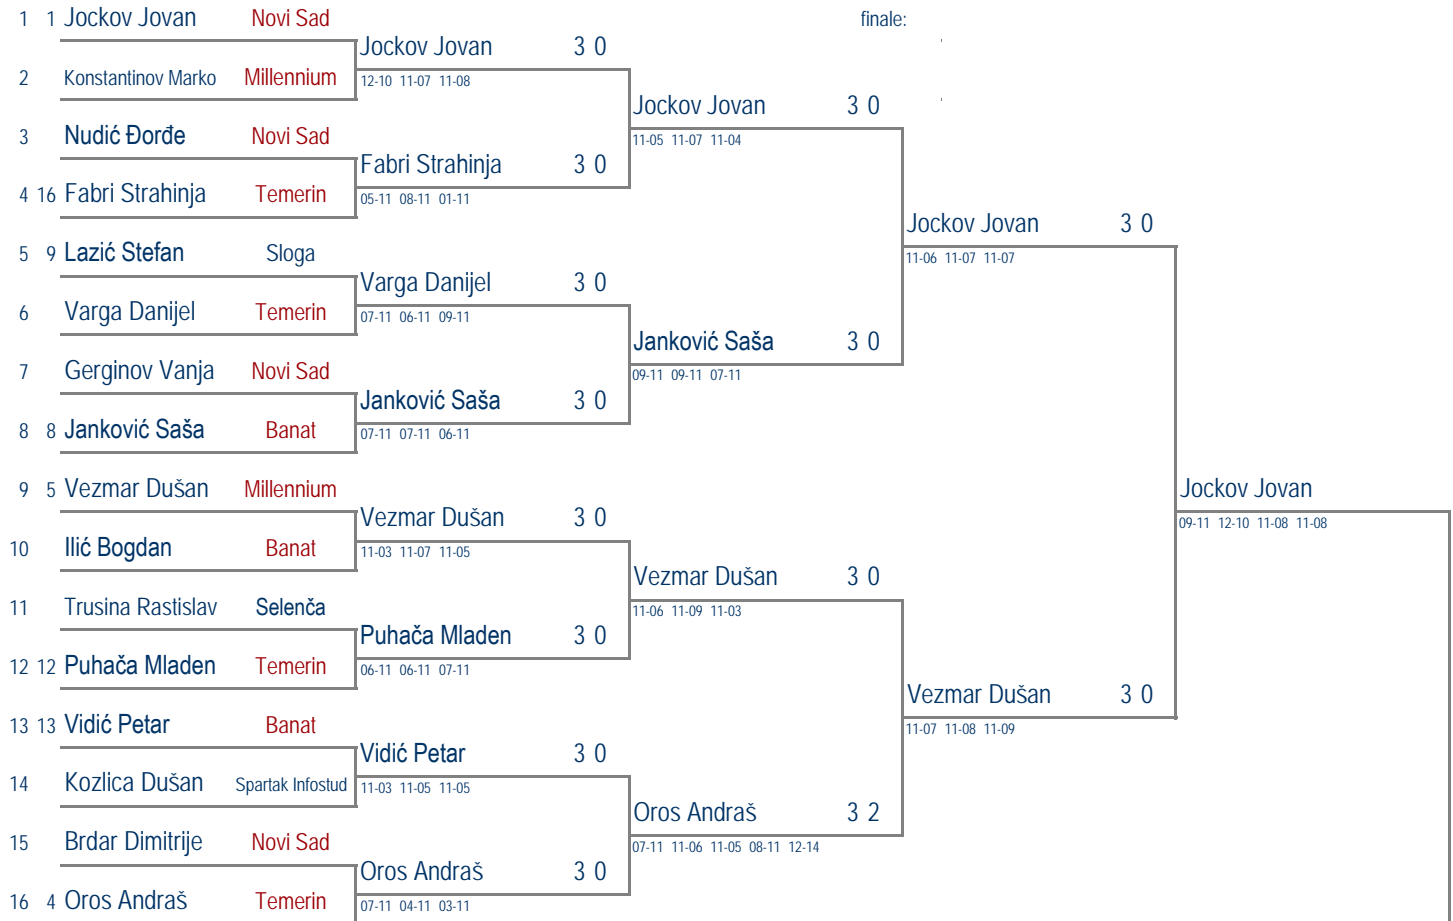 1 1 Jockov Jovan Novi Sad finale:
Jockov Jovan 3 0
2 Konstantinov Marko Millennium 12-10 11-07 11-08
Jockov Jovan 3 0
3 Nudić Đorđe Novi Sad 11-05 11-07 11-04
Fabri Strahinja 3 0
4 16 Fabri Strahinja Temerin 05-11 08-11 01-11
Jockov Jovan 3 0
5 9 Lazić Stefan Sloga 11-06 11-07 11-07
Varga Danijel 3 0
6 Varga Danijel Temerin 07-11 06-11 09-11
Janković Saša 3 0
7 Gerginov Vanja Novi Sad 09-11 09-11 07-11
Janković Saša 3 0
8 8 Janković Saša Banat 07-11 07-11 06-11
9 5 Vezmar Dušan Millennium Jockov Jovan
Vezmar Dušan 3 0 09-11 12-10 11-08 11-08
10 Ilić Bogdan Banat 11-03 11-07 11-05
Vezmar Dušan 3 0
11 Trusina Rastislav Selenča 11-06 11-09 11-03
Puhača Mladen 3 0
12 12 Puhača Mladen Temerin 06-11 06-11 07-11
Vezmar Dušan 3 0
13 13 Vidić Petar Banat 11-07 11-08 11-09
Vidić Petar 3 0
14 Kozlica Dušan Spartak Infostud 11-03 11-05 11-05
Oros Andraš 3 2
15 Brdar Dimitrije Novi Sad 07-11 11-06 11-05 08-11 12-14
Oros Andraš 3 0
16 4 Oros Andraš Temerin 07-11 04-11 03-11